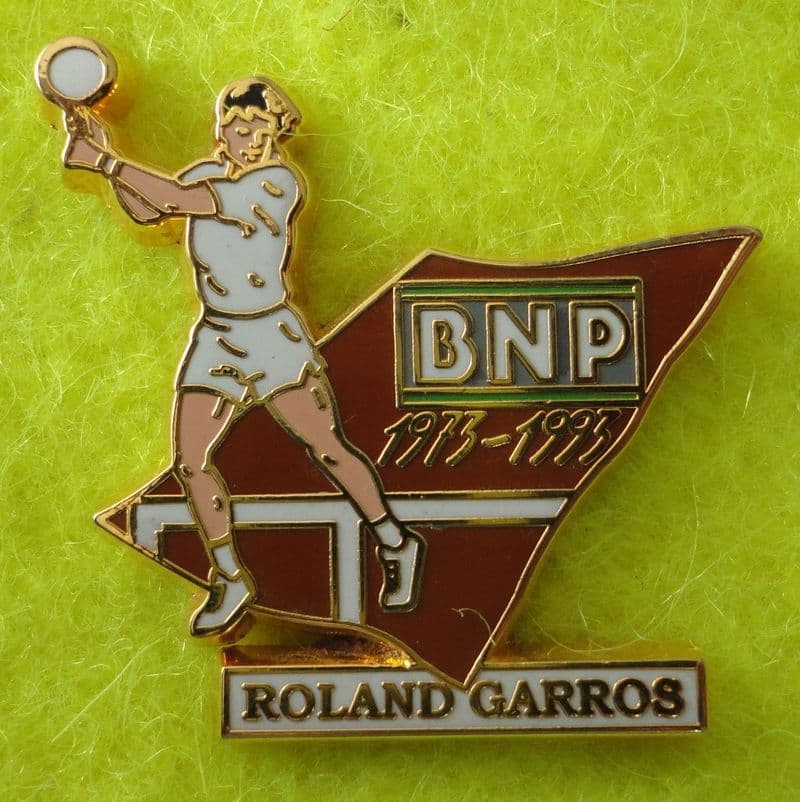 BNP
1973-1993
ROLAND GARROS